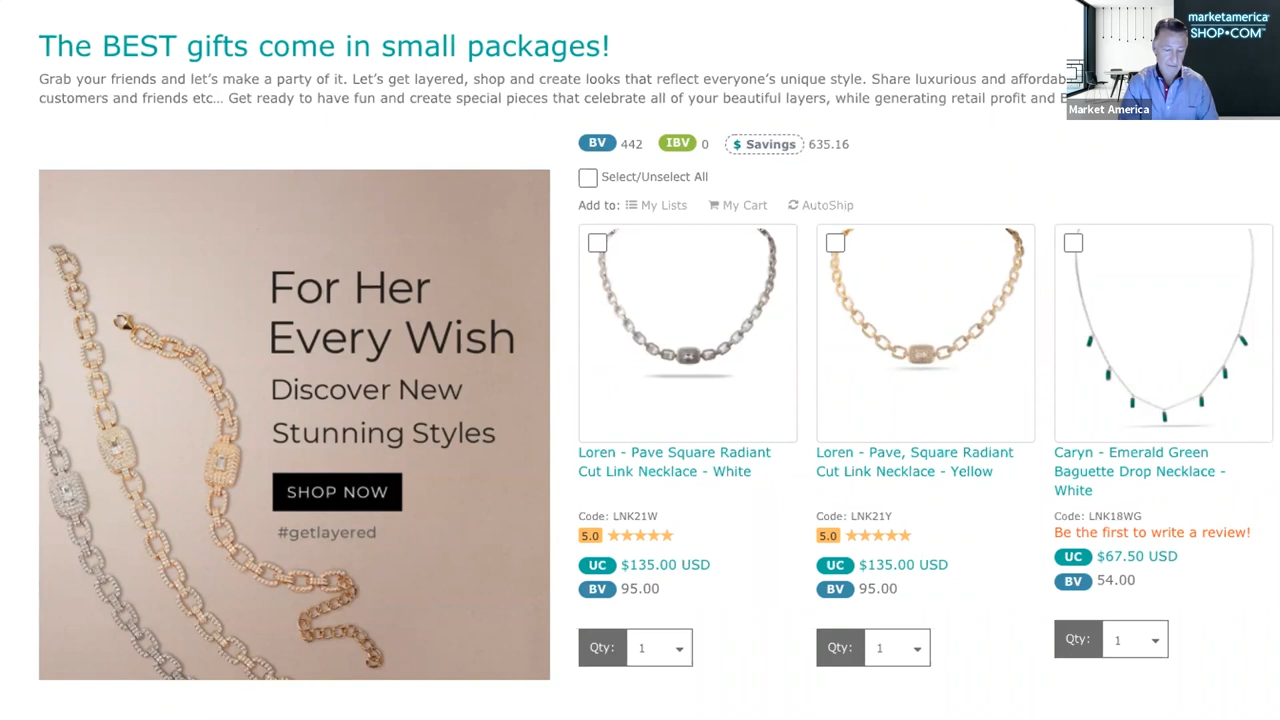 The BEST gifts come in small packages!
Grab your friends and let's make a party of it. Let's get layered, shop and create looks that reflect everyone's unique style. Share luxurious and
customers and friends etc... Get ready to have fun and create special pieces that celebrate all of your beautiful layers, while generating retail profit and
marketamerica
SHOP•COM™
Market America
BV 442 IBV 0 $ Savings 635.16
Select/Unselect All
Add to: My Lists My Cart AutoShip
For Her
Every Wish
Discover New
Stunning Styles
SHOP NOW
#getlayered
Loren - Pave Square Radiant
Cut Link Necklace - White
Code: LNK21W
5.0
UC $135.00 USD
BV 95.00
Qty: 1
Loren - Pave, Square Radiant
Cut Link Necklace - Yellow
Code: LNK21Y
5.0
UC $135.00 USD
BV 95.00
Qty: 1
Caryn - Emerald Green
Baguette Drop Necklace -
White
Code: LNK18WG
Be the first to write a review!
UC $67.50 USD
BV 54.00
Qty: 1